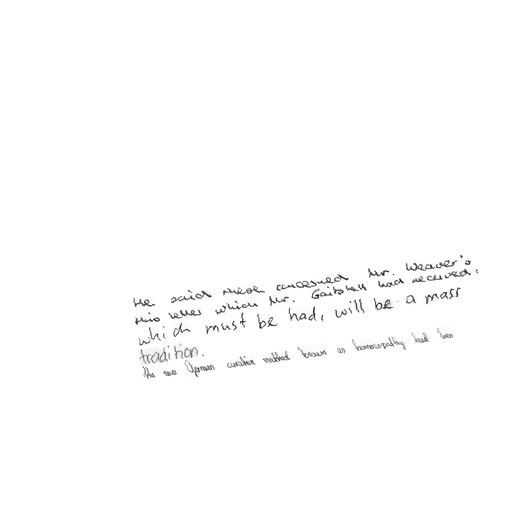 He said these concerned Mr. Weaver's
this letter which Mr. Gaitskell had received:
which must be had, will be a mass
tradition.
the new German curative method known as homoeopathy had been